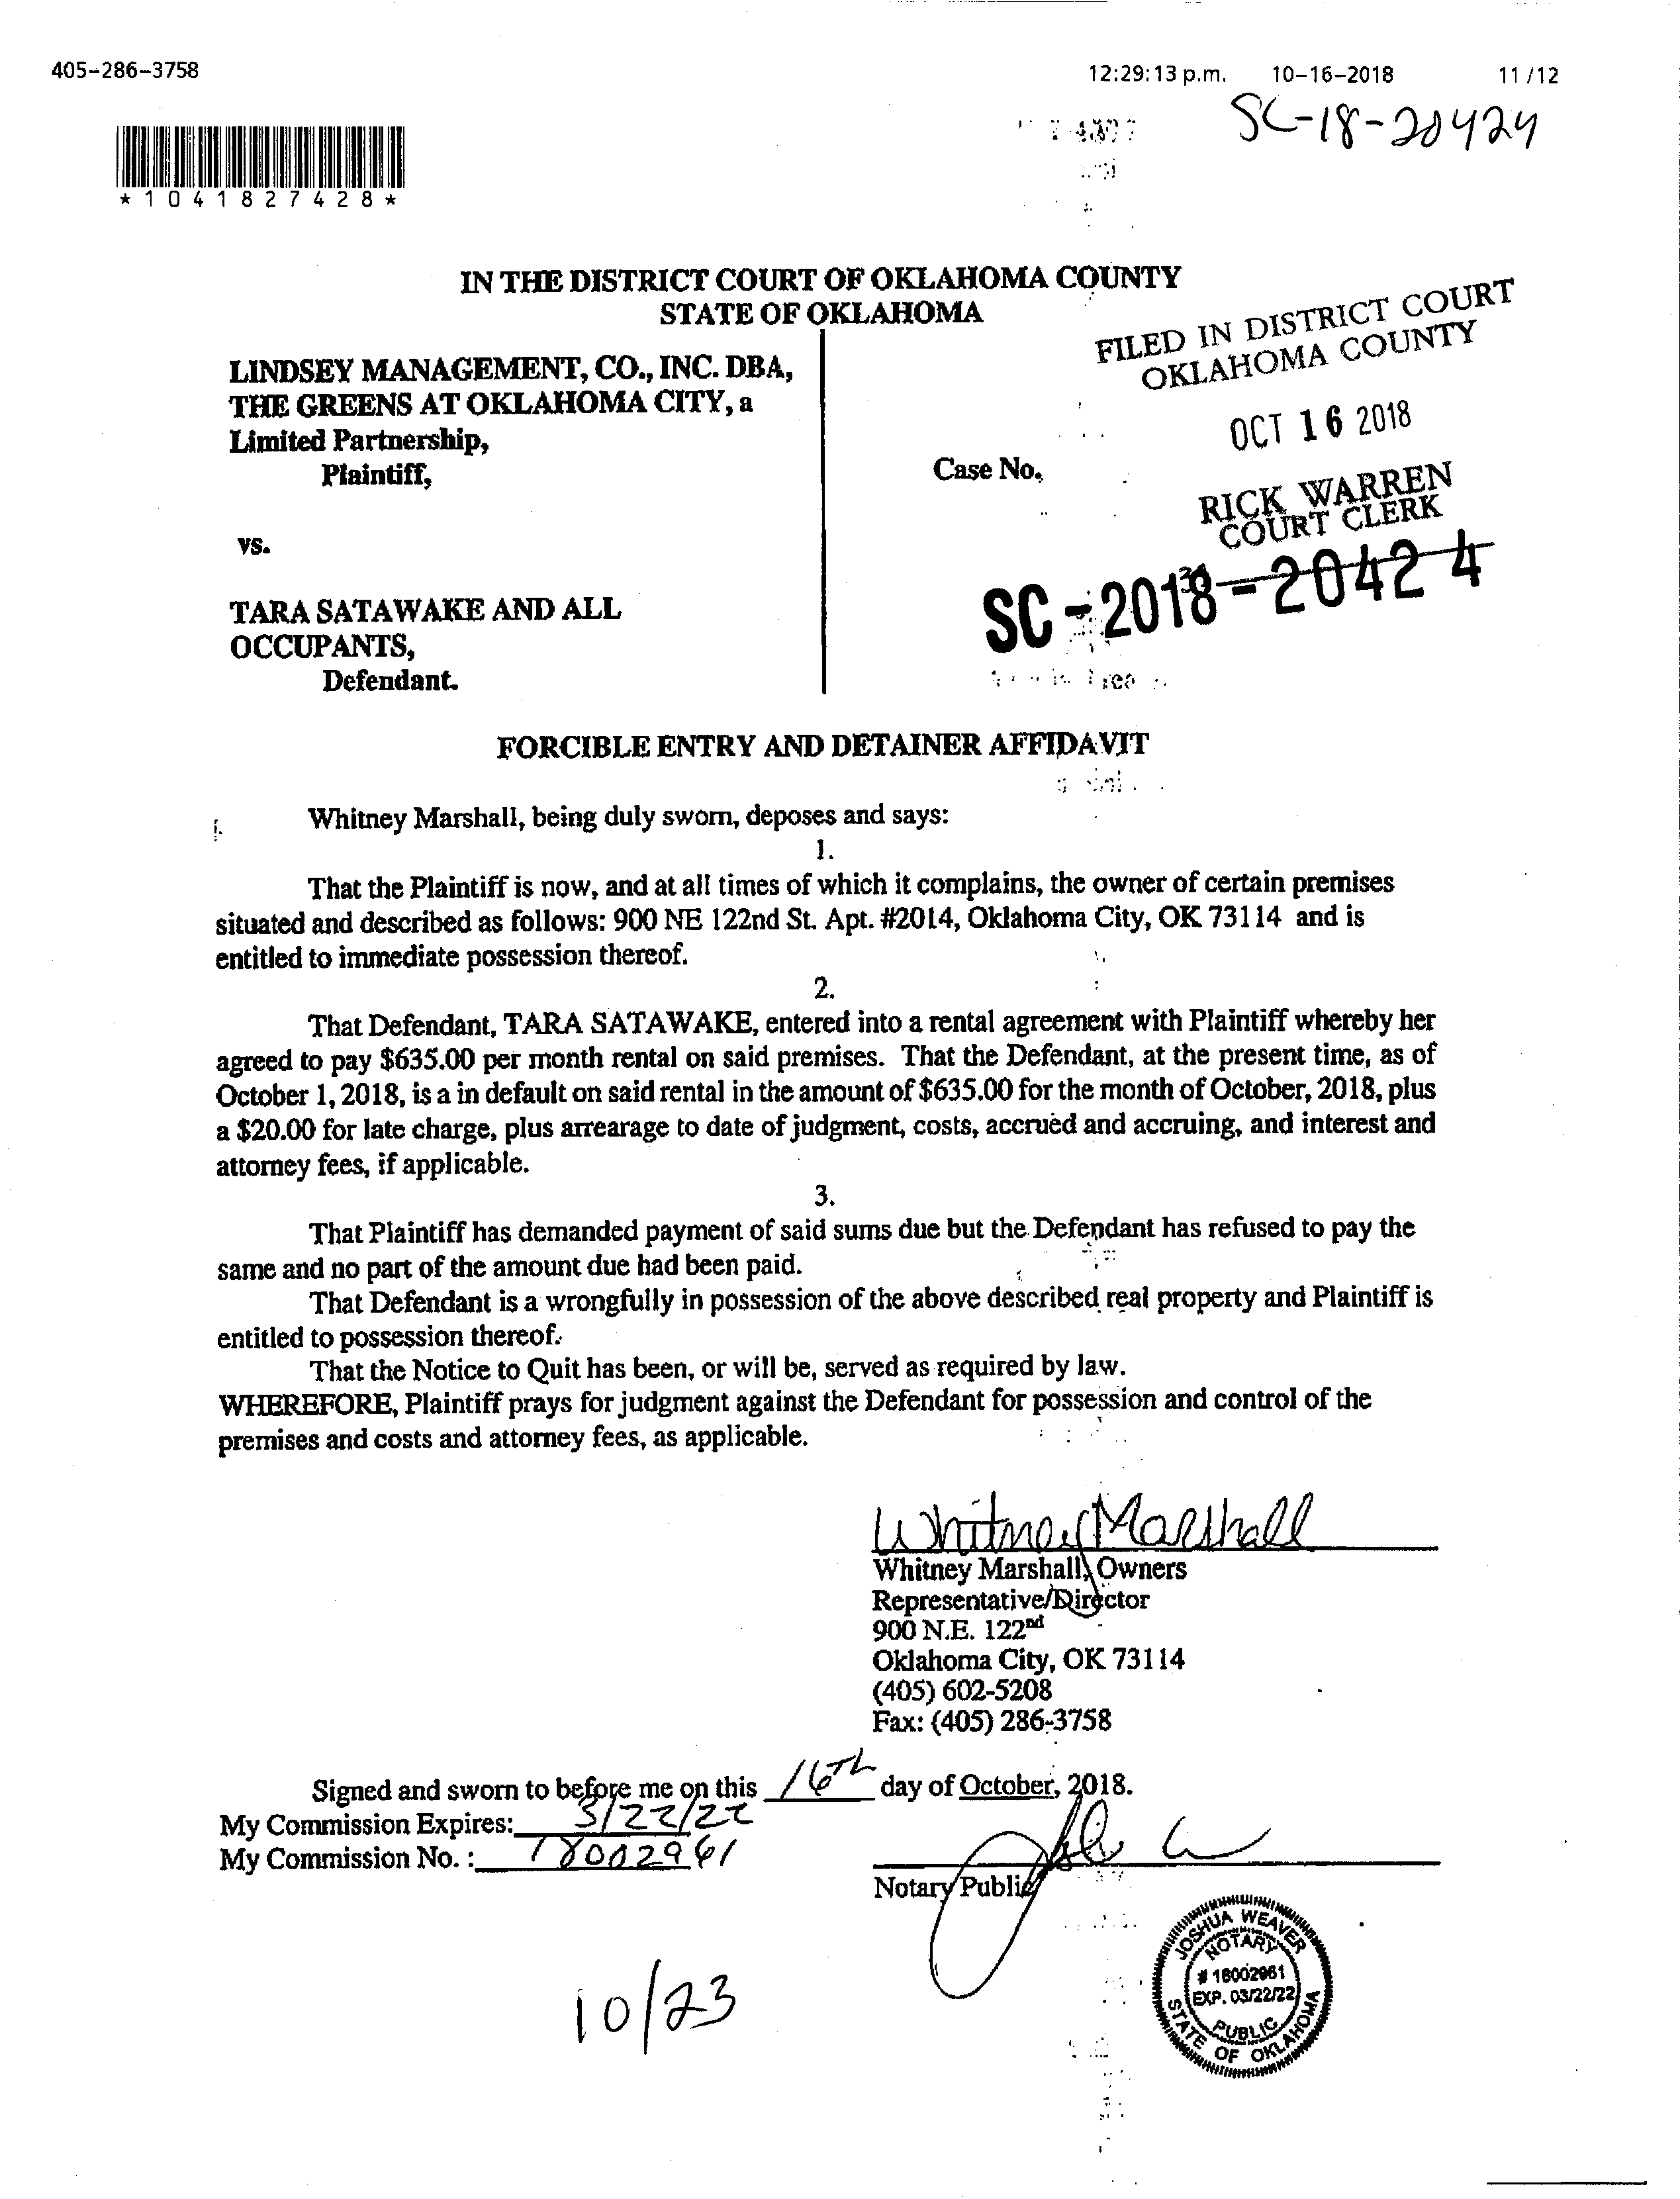 405-286-3758 12:29:13 p.m. 10-16-2018 11/12
SC-18-20424
*1041827428*
IN THE DISTRICT COURT OF OKLAHOMA COUNTY
STATE OF OKLAHOMA
FILED IN DISTRICT COURT
OKLAHOMA COUNTY
OCT 16 2018
RICK WARREN
COURT CLERK
LINDSEY MANAGEMENT, CO., INC. DBA,
THE GREENS AT OKLAHOMA CITY, a
Limited Partnership,
Plaintiff,
Case No.
SC-2018-20424
vs.
TARA SATAWAKE AND ALL
OCCUPANTS,
Defendant.
FORCIBLE ENTRY AND DETAINER AFFIDAVIT
Whitney Marshall, being duly sworn, deposes and says:
1.
That the Plaintiff is now, and at all times of which it complains, the owner of certain premises
situated and described as follows: 900 NE 122nd St. Apt. #2014, Oklahoma City, OK 73114 and is
entitled to immediate possession thereof.
2.
That Defendant, TARA SATAWAKE, entered into a rental agreement with Plaintiff whereby her
agreed to pay $635.00 per month rental on said premises. That the Defendant, at the present time, as of
October 1, 2018, is a in default on said rental in the amount of $635.00 for the month of October, 2018, plus
a $20.00 for late charge, plus arrearage to date of judgment, costs, accrued and accruing, and interest and
attorney fees, if applicable.
3.
That Plaintiff has demanded payment of said sums due but the Defendant has refused to pay the
same and no part of the amount due had been paid.
That Defendant is a wrongfully in possession of the above described real property and Plaintiff is
entitled to possession thereof.
That the Notice to Quit has been, or will be, served as required by law.
WHEREFORE, Plaintiff prays for judgment against the Defendant for possession and control of the
premises and costs and attorney fees, as applicable.
Whitney Marshall
Whitney Marshall, Owners
Representative/Director
900 N.E. 122nd
Oklahoma City, OK 73114
(405) 602-5208
Fax: (405) 286-3758
Signed and sworn to before me on this 16th day of October, 2018.
My Commission Expires: 3/22/22
My Commission No. : 18002961
Notary Public
JOSHUA WEAVER
NOTARY
# 18002961
EXP. 03/22/22
PUBLIC
STATE OF OKLAHOMA
10/23